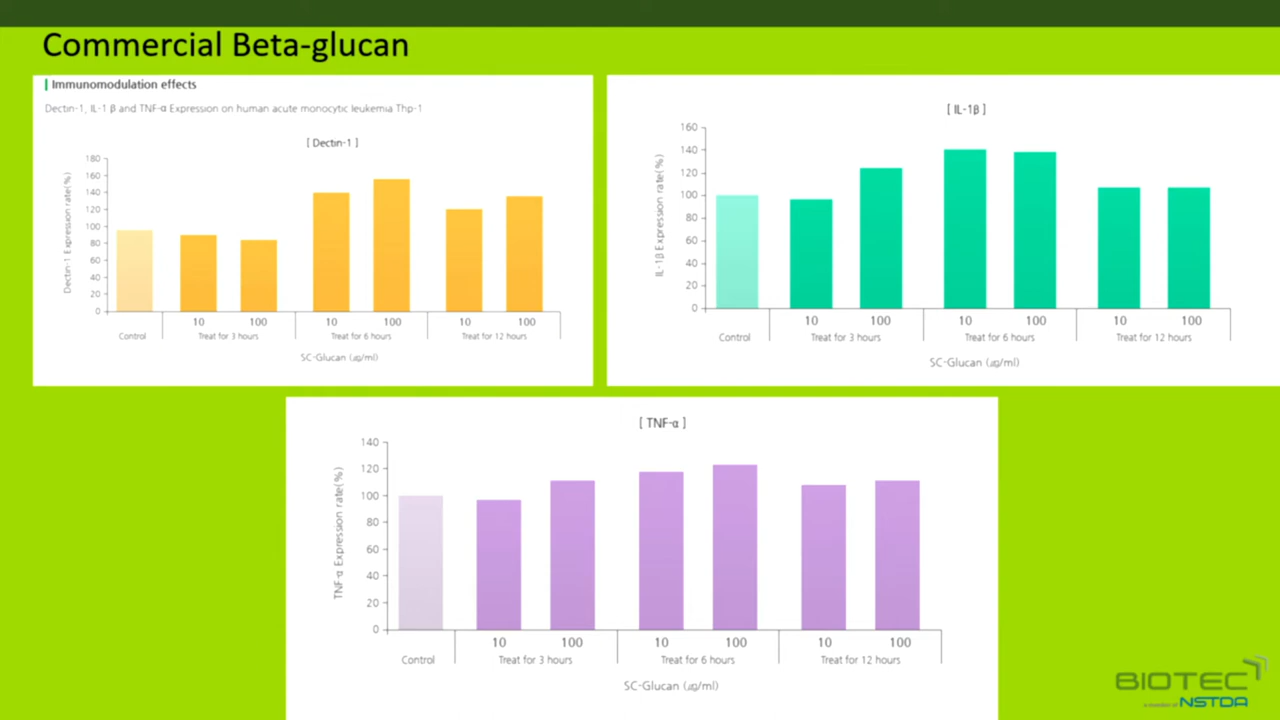 Commercial Beta-glucan
Immunomodulation effects
Dectin-1, IL-1 β and TNF-α Expression on human acute monocytic leukemia Thp-1
[ Dectin-1 ]
Dectin-1 Expression rate(%)
180
160
140
120
100
80
60
40
20
0
10 100 10 100 10 100
Control Treat for 3 hours Treat for 6 hours Treat for 12 hours
SC-Glucan (㎍/ml)
[ IL-1β ]
IL-1β Expression rate(%)
160
140
120
100
80
60
40
20
0
10 100 10 100 10 100
Control Treat for 3 hours Treat for 6 hours Treat for 12 hours
SC-Glucan (㎍/ml)
[ TNF-α ]
TNF-α Expression rate(%)
140
120
100
80
60
40
20
0
10 100 10 100 10 100
Control Treat for 3 hours Treat for 6 hours Treat for 12 hours
SC-Glucan (㎍/ml)
BIOTEC
a member of NSTDA